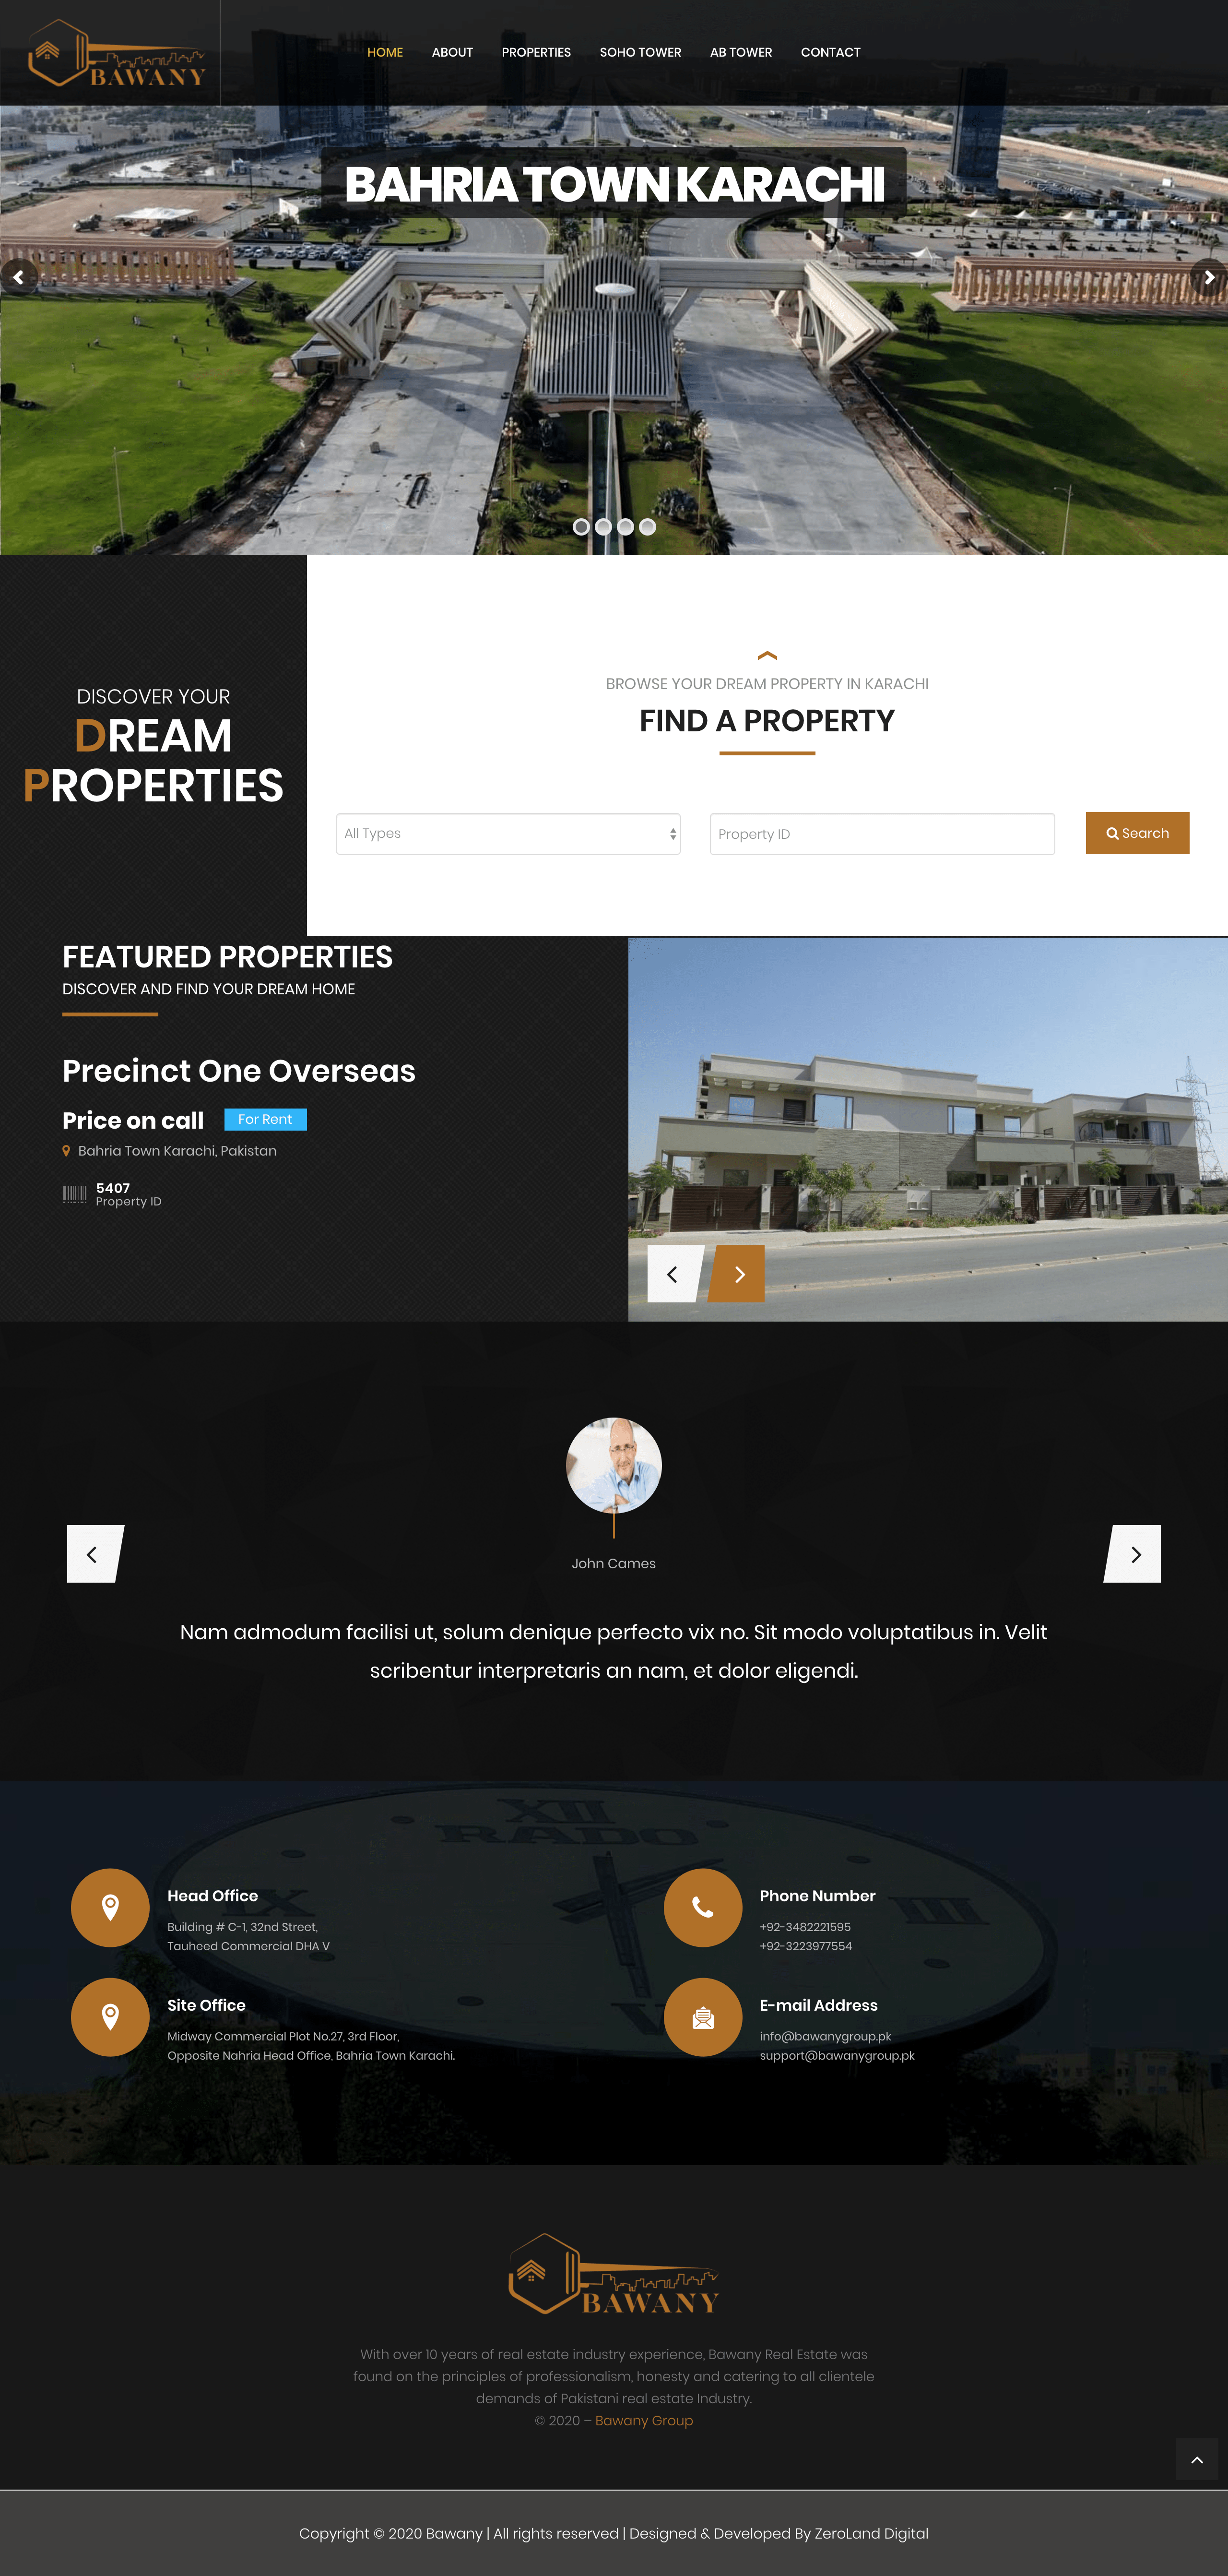 BAWANY
HOME ABOUT PROPERTIES SOHO TOWER AB TOWER CONTACT
BAHRIA TOWN KARACHI
DISCOVER YOUR
DREAM
PROPERTIES
BROWSE YOUR DREAM PROPERTY IN KARACHI
FIND A PROPERTY
All Types
Property ID
Search
FEATURED PROPERTIES
DISCOVER AND FIND YOUR DREAM HOME
Precinct One Overseas
Price on call For Rent
Bahria Town Karachi, Pakistan
5407
Property ID
John Cames
Nam admodum facilisi ut, solum denique perfecto vix no. Sit modo voluptatibus in. Velit
scribentur interpretaris an nam, et dolor eligendi.
XII
RADO
III
Head Office
Building # C-1, 32nd Street,
Tauheed Commercial DHA V
Phone Number
+92-3482221595
+92-3223977554
Site Office
Midway Commercial Plot No.27, 3rd Floor,
Opposite Nahria Head Office, Bahria Town Karachi.
E-mail Address
info@bawanygroup.pk
support@bawanygroup.pk
BAWANY
With over 10 years of real estate industry experience, Bawany Real Estate was
found on the principles of professionalism, honesty and catering to all clientele
demands of Pakistani real estate Industry.
© 2020 – Bawany Group
Copyright © 2020 Bawany | All rights reserved | Designed & Developed By ZeroLand Digital